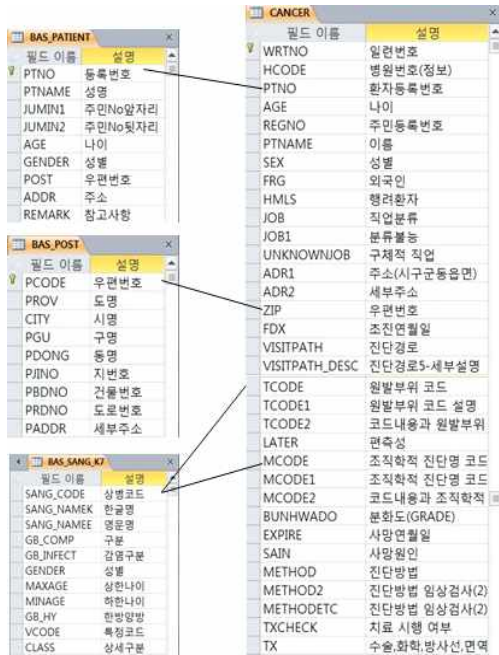 BAS_PATIENT
필드 이름 설명
PTNO 등록번호
PTNAME 성명
JUMIN1 주민No앞자리
JUMIN2 주민No뒷자리
AGE 나이
GENDER 성별
POST 우편번호
ADDR 주소
REMARK 참고사항
BAS_POST
필드 이름 설명
PCODE 우편번호
PROV 도명
CITY 시명
PGU 구명
PDONG 동명
PJINO 지번호
PBDNO 건물번호
PRDNO 도로번호
PADDR 세부주소
BAS_SANG_K7
필드 이름 설명
SANG_CODE 상병코드
SANG_NAMEK 한글명
SANG_NAMEE 영문명
GB_COMP 구분
GB_INFECT 감염구분
GENDER 성별
MAXAGE 상한나이
MINAGE 하한나이
GB_HY 한방양방
VCODE 특정코드
CLASS 상세구분
CANCER
필드 이름 설명
WRTNO 일련번호
HCODE 병원번호(정보)
PTNO 환자등록번호
AGE 나이
REGNO 주민등록번호
PTNAME 이름
SEX 성별
FRG 외국인
HMLS 행려환자
JOB 직업분류
JOB1 분류불능
UNKNOWNJOB 구체적 직업
ADR1 주소(시구군동읍면)
ADR2 세부주소
ZIP 우편번호
FDX 초진연월일
VISITPATH 진단경로
VISITPATH_DESC 진단경로5-세부설명
TCODE 원발부위 코드
TCODE1 원발부위 코드 설명
TCODE2 코드내용과 원발부위
LATER 편측성
MCODE 조직학적 진단명 코드
MCODE1 조직학적 진단명 코드
MCODE2 코드내용과 조직학적
BUNHWADO 분화도(GRADE)
EXPIRE 사망연월일
SAIN 사망원인
METHOD 진단방법
METHOD2 진단방법 임상검사(2)
METHODETC 진단방법 임상검사(2)
TXCHECK 치료 시행 여부
TX 수술,화학,방사선,면역